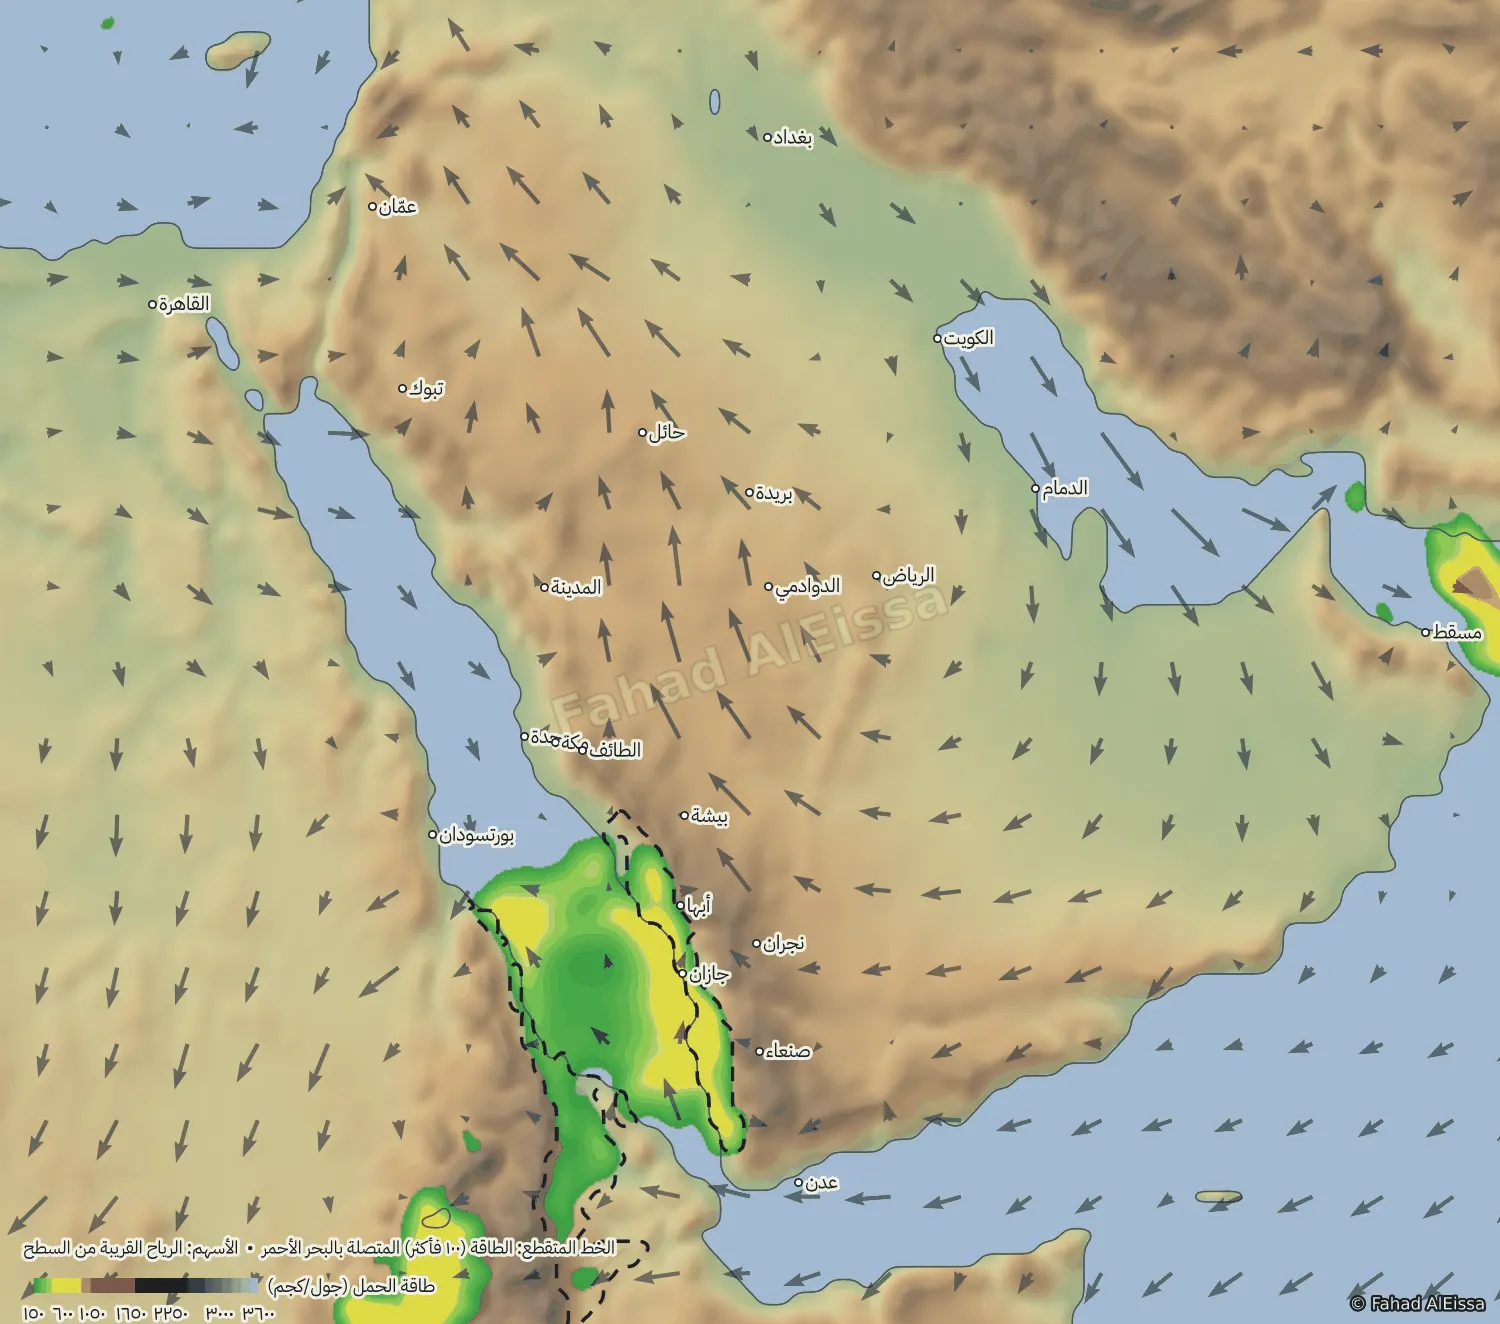 بغداد
عمّان
القاهرة
الكويت
تبوك
حائل
الدمام
بريدة
الرياض
المدينة
الدوادمي
مسقط
Fahad AlEissa
جدة
مكة
الطائف
بيشة
بورتسودان
أبها
نجران
جازان
صنعاء
عدن
الخط المتقطع: الطاقة (١٠٠ فأكثر) المتصلة بالبحر الأحمر • الأسهم: الرياح القريبة من السطح
طاقة الحمل (جول/كجم)
١٥٠ ٦٠٠ ١٠٥٠ ١٦٥٠ ٢٢٥٠ ٣٠٠٠ ٣٦٠٠
© Fahad AlEissa